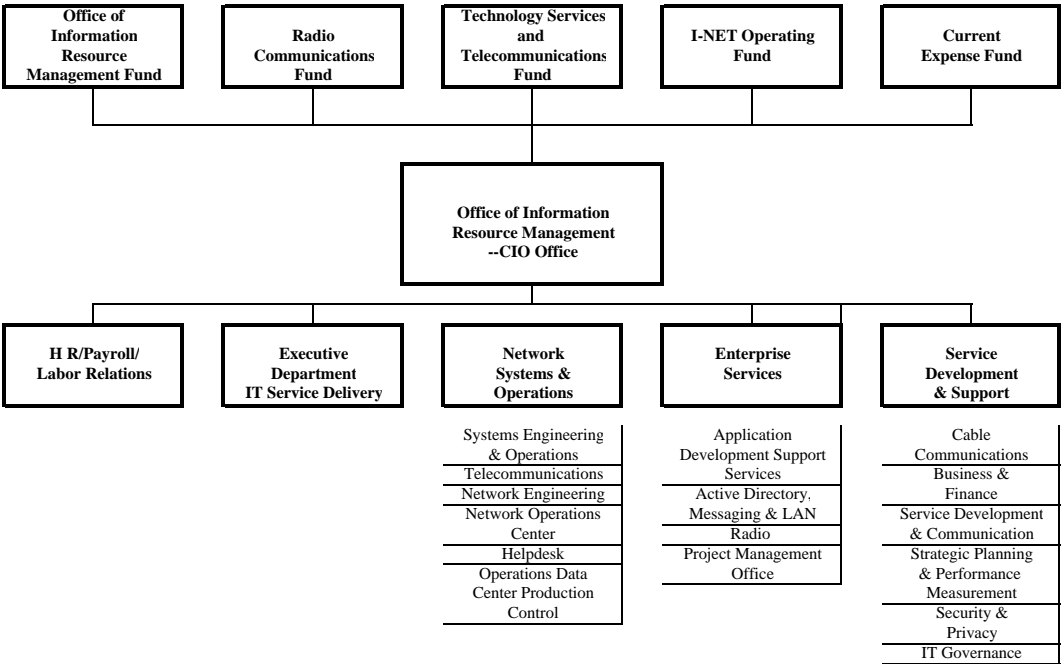 Office of
Information
Resource
Management Fund
Radio
Communications
Fund
Technology Services
and
Telecommunications
Fund
I-NET Operating
Fund
Current
Expense Fund
Office of Information
Resource Management
--CIO Office
H R/Payroll/
Labor Relations
Executive
Department
IT Service Delivery
Network
Systems &
Operations
Enterprise
Services
Service
Development
& Support
Systems Engineering
& Operations
Telecommunications
Network Engineering
Network Operations
Center
Helpdesk
Operations Data
Center Production
Control
Application
Development Support
Services
Active Directory,
Messaging & LAN
Radio
Project Management
Office
Cable
Communications
Business &
Finance
Service Development
& Communication
Strategic Planning
& Performance
Measurement
Security &
Privacy
IT Governance